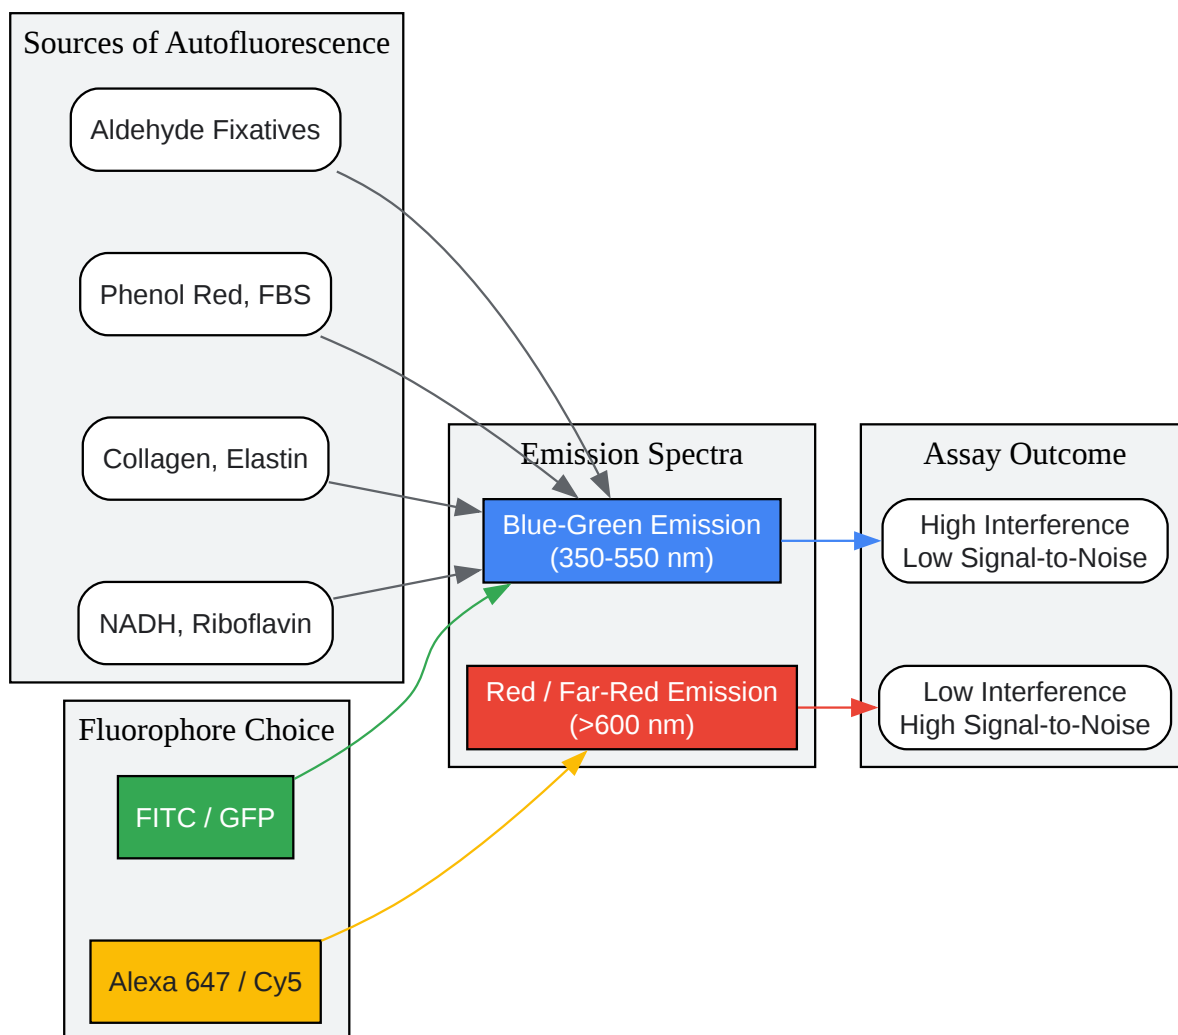 Sources of Autofluorescence
Aldehyde Fixatives
Phenol Red, FBS
Collagen, Elastin
NADH, Riboflavin
Fluorophore Choice
FITC / GFP
Alexa 647 / Cy5
Emission Spectra
Blue-Green Emission
(350-550 nm)
Red / Far-Red Emission
(>600 nm)
Assay Outcome
High Interference
Low Signal-to-Noise
Low Interference
High Signal-to-Noise